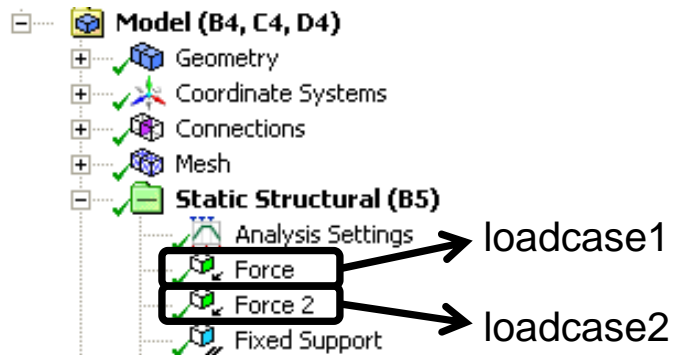 Model (B4, C4, D4)
Geometry
Coordinate Systems
Connections
Mesh
Static Structural (B5)
Analysis Settings
Force
loadcase1
Force 2
Fixed Support
loadcase2